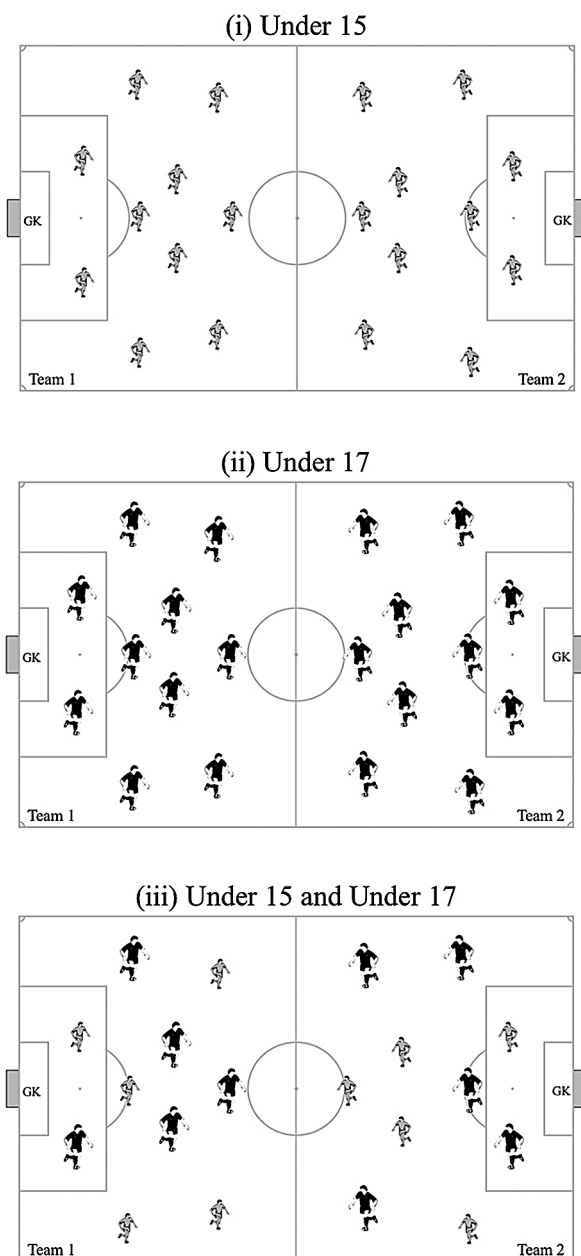 (i) Under 15
GK
GK
Team 1
Team 2
(ii) Under 17
GK
GK
Team 1
Team 2
(iii) Under 15 and Under 17
GK
GK
Team 1
Team 2